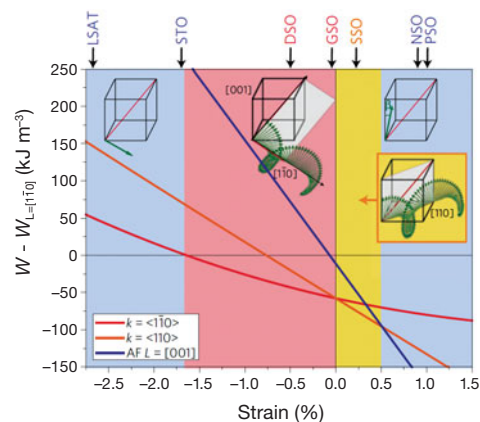 LSAT STO DSO GSO SSO NSO PSO
250
200
150
100
50
0
−50
−100
−150
W - W_L=[11̄0] (kJ m⁻³)
[001]
[11̄0]
[110]
k = <11̄0>
k = <110>
AF L = [001]
−2.5 −2.0 −1.5 −1.0 −0.5 0.0 0.5 1.0 1.5
Strain (%)